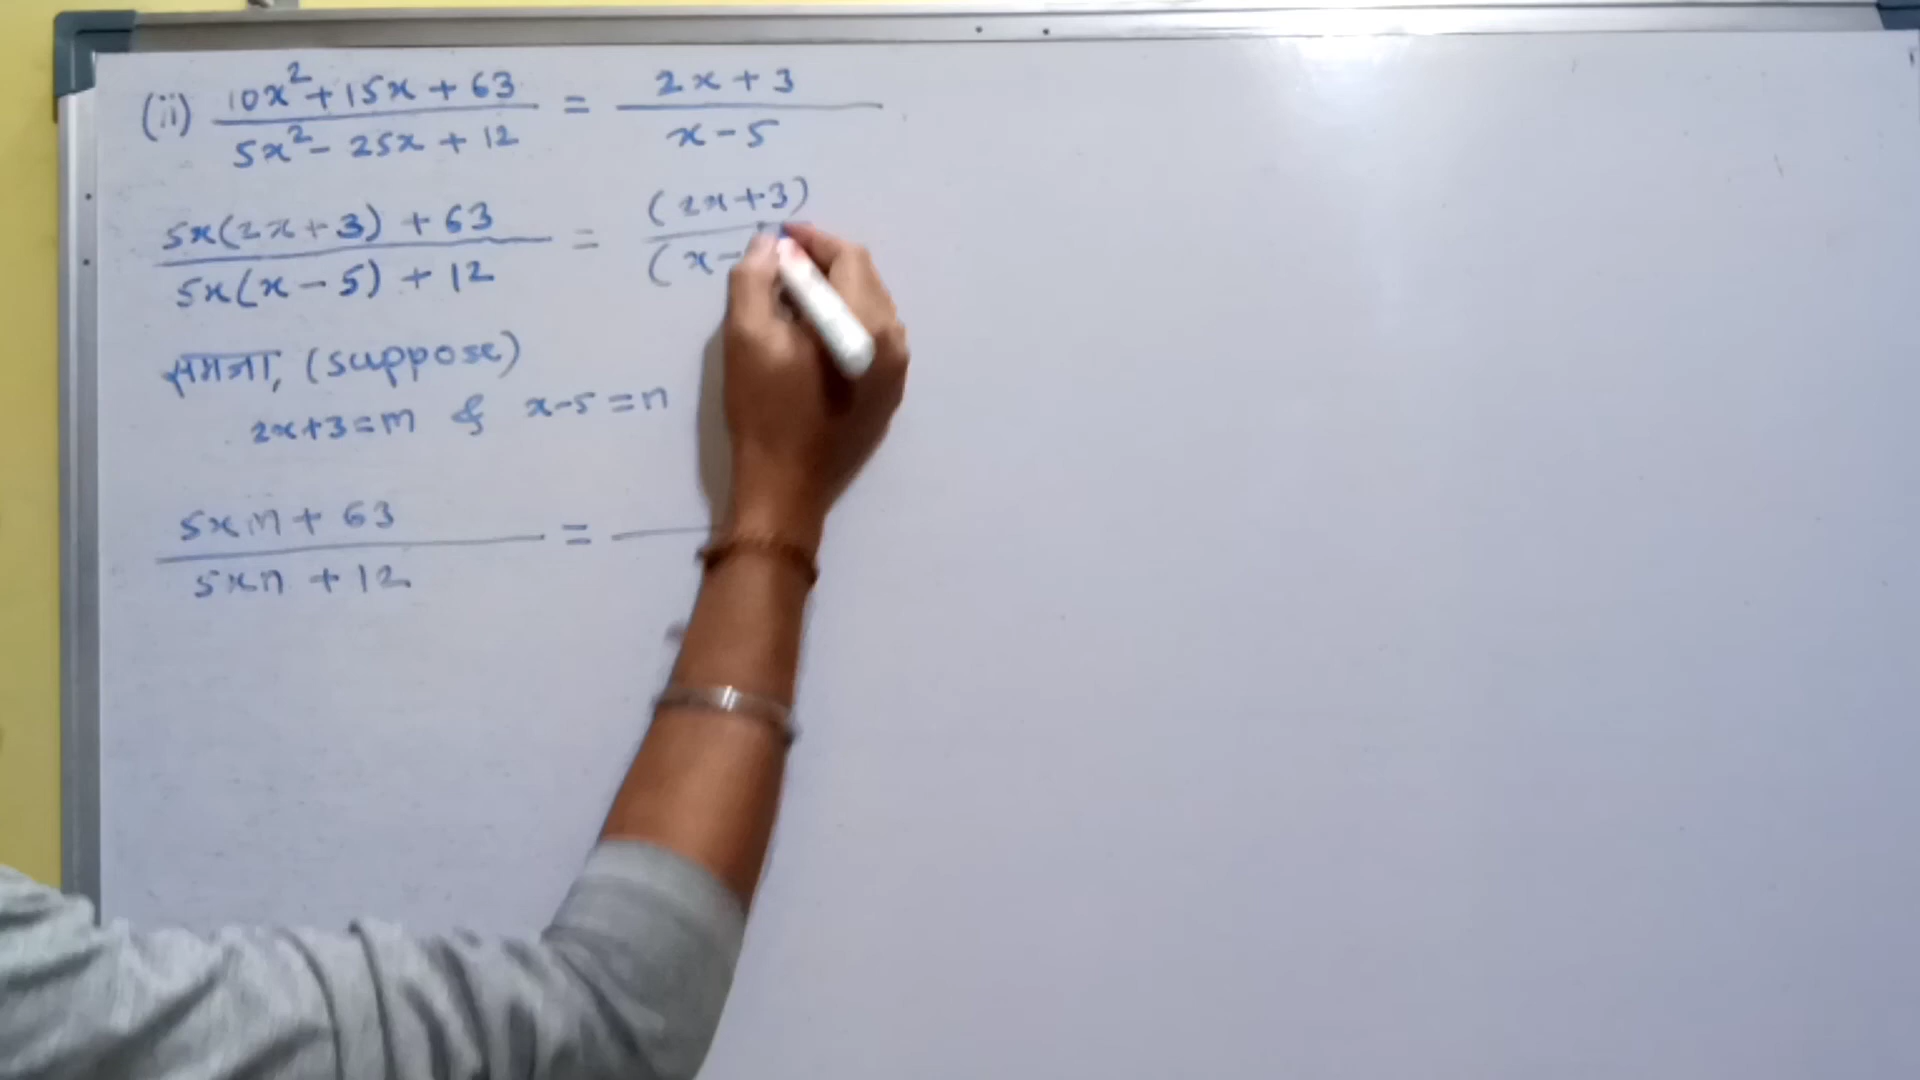 (ii) 10x²+15x+63 / 5x²-25x+12 = 2x+3 / x-5
5x(2x+3)+63 / 5x(x-5)+12 = (2x+3) / (x-
(suppose)
2x+3=m & x-5=n
5xm+63 / 5xn+12 =